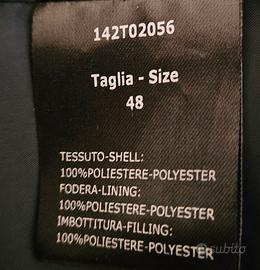 142T02056
Taglia - Size
48
TESSUTO-SHELL:
100%POLIESTERE-POLYESTER
FODERA-LINING:
100%POLIESTERE-POLYESTER
IMBOTTITURA-FILLING:
100%POLIESTERE-POLYESTER
subito